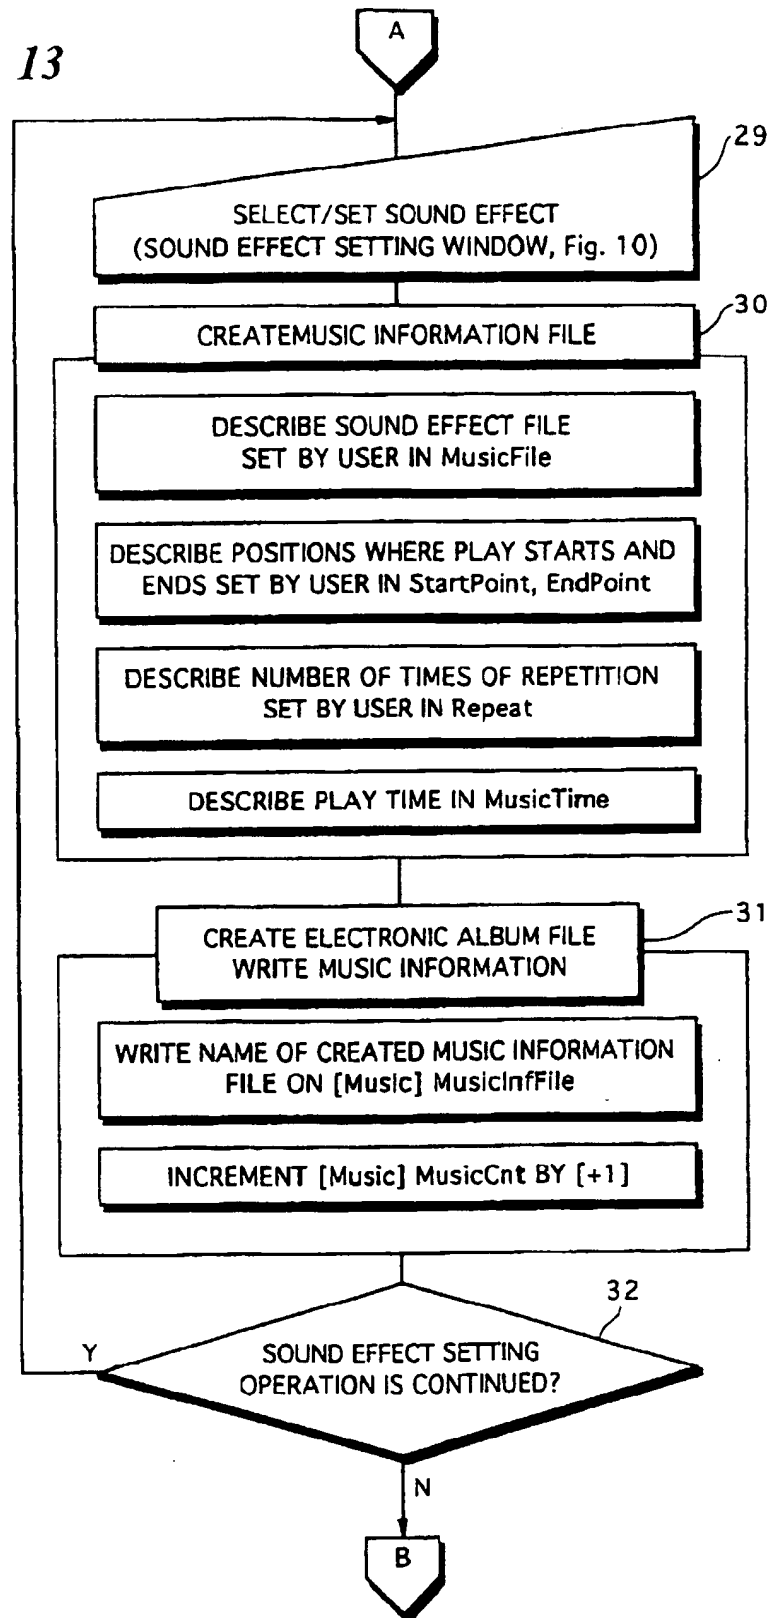 A
13
29
SELECT/SET SOUND EFFECT
(SOUND EFFECT SETTING WINDOW, Fig. 10)
30
CREATEMUSIC INFORMATION FILE
DESCRIBE SOUND EFFECT FILE
SET BY USER IN MusicFile
DESCRIBE POSITIONS WHERE PLAY STARTS AND
ENDS SET BY USER IN StartPoint, EndPoint
DESCRIBE NUMBER OF TIMES OF REPETITION
SET BY USER IN Repeat
DESCRIBE PLAY TIME IN MusicTime
31
CREATE ELECTRONIC ALBUM FILE
WRITE MUSIC INFORMATION
WRITE NAME OF CREATED MUSIC INFORMATION
FILE ON [Music] MusicInfFile
INCREMENT [Music] MusicCnt BY [+1]
32
Y
SOUND EFFECT SETTING
OPERATION IS CONTINUED?
N
B